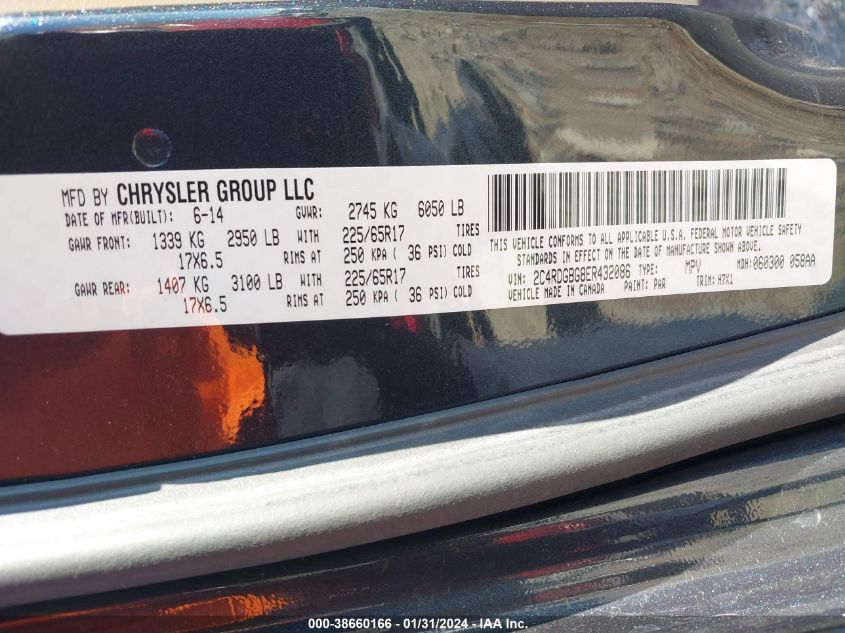 MFD BY CHRYSLER GROUP LLC
DATE OF MFR(BUILT): 6-14 GVWR: 2745 KG 6050 LB
GAWR FRONT: 1339 KG 2950 LB WITH 225/65R17 TIRES
17X6.5 RIMS AT 250 KPA ( 36 PSI) COLD
GAWR REAR: 1407 KG 3100 LB WITH 225/65R17 TIRES
17X6.5 RIMS AT 250 KPA ( 36 PSI) COLD
THIS VEHICLE CONFORMS TO ALL APPLICABLE U.S.A. FEDERAL MOTOR VEHICLE SAFETY
STANDARDS IN EFFECT ON THE DATE OF MANUFACTURE SHOWN ABOVE.
VIN: 2C4RDGBG8ER432086 TYPE: MPV MDH: 060300 058AA
VEHICLE MADE IN CANADA PAINT: PAR TRIM: H7X1
000-38660166 - 01/31/2024 - IAA Inc.